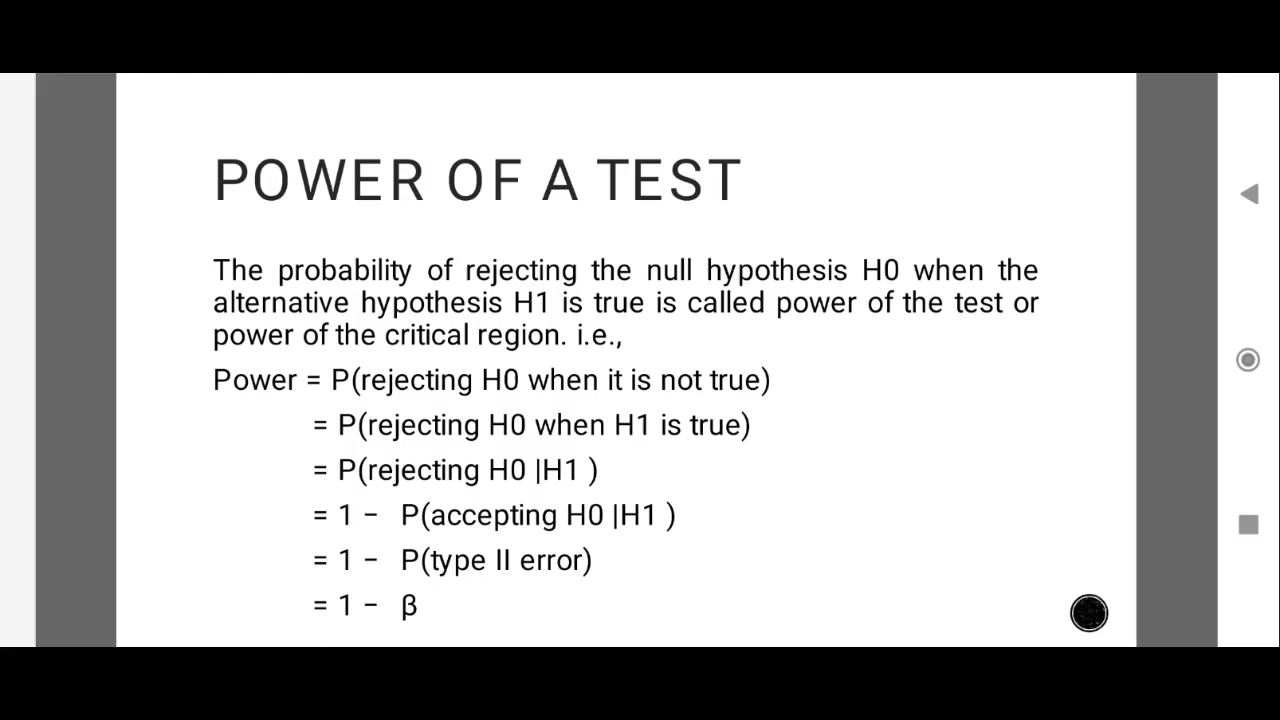 POWER OF A TEST
The probability of rejecting the null hypothesis H0 when the
alternative hypothesis H1 is true is called power of the test or
power of the critical region. i.e.,
Power = P(rejecting H0 when it is not true)
= P(rejecting H0 when H1 is true)
= P(rejecting H0 |H1 )
= 1 − P(accepting H0 |H1 )
= 1 − P(type II error)
= 1 − β